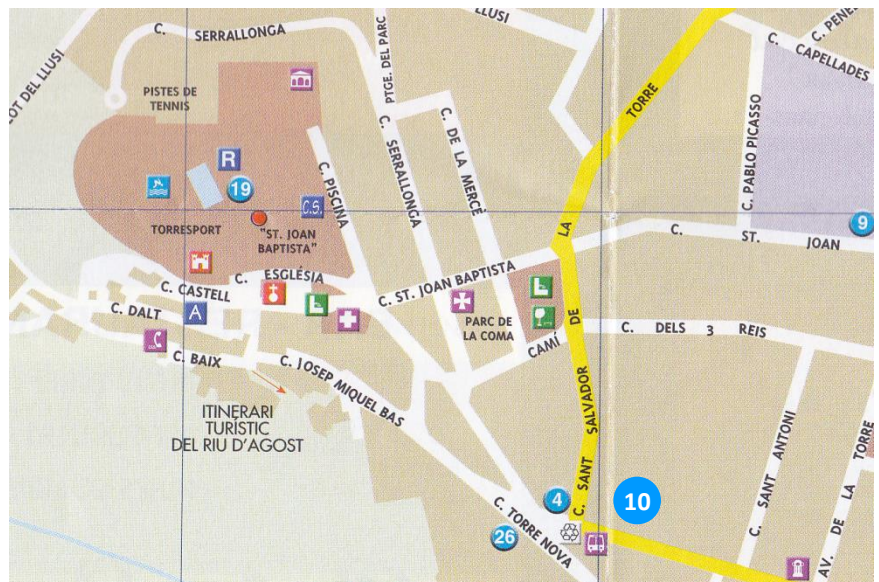 C. SERRALLONGA
PTGE. DEL PARC
LLUSI
C. PENE
C. CAPELLADES
LOT DEL LLUSI
PISTES DE
TENNIS
TORRE
C. PABLO PICASSO
C. PISCINA
C. SERRALLONGA
C. DE LA MERCÈ
R
19
C.S.
TORRESPORT
"ST. JOAN
BAPTISTA"
LA
C. ST. JOAN
9
C. ESGLÉSIA
C. CASTELL
C. ST. JOAN BAPTISTA
C. DALT
A
PARC DE
LA COMA
CAMÍ DE
C. DELS 3 REIS
C. BAIX
C. JOSEP MIQUEL BAS
ITINERARI
TURÍSTIC
DEL RIU D'AGOST
C. SANT SALVADOR
C. SANT ANTONI
AV. DE LA TORRE
4
10
C. TORRE NOVA
26